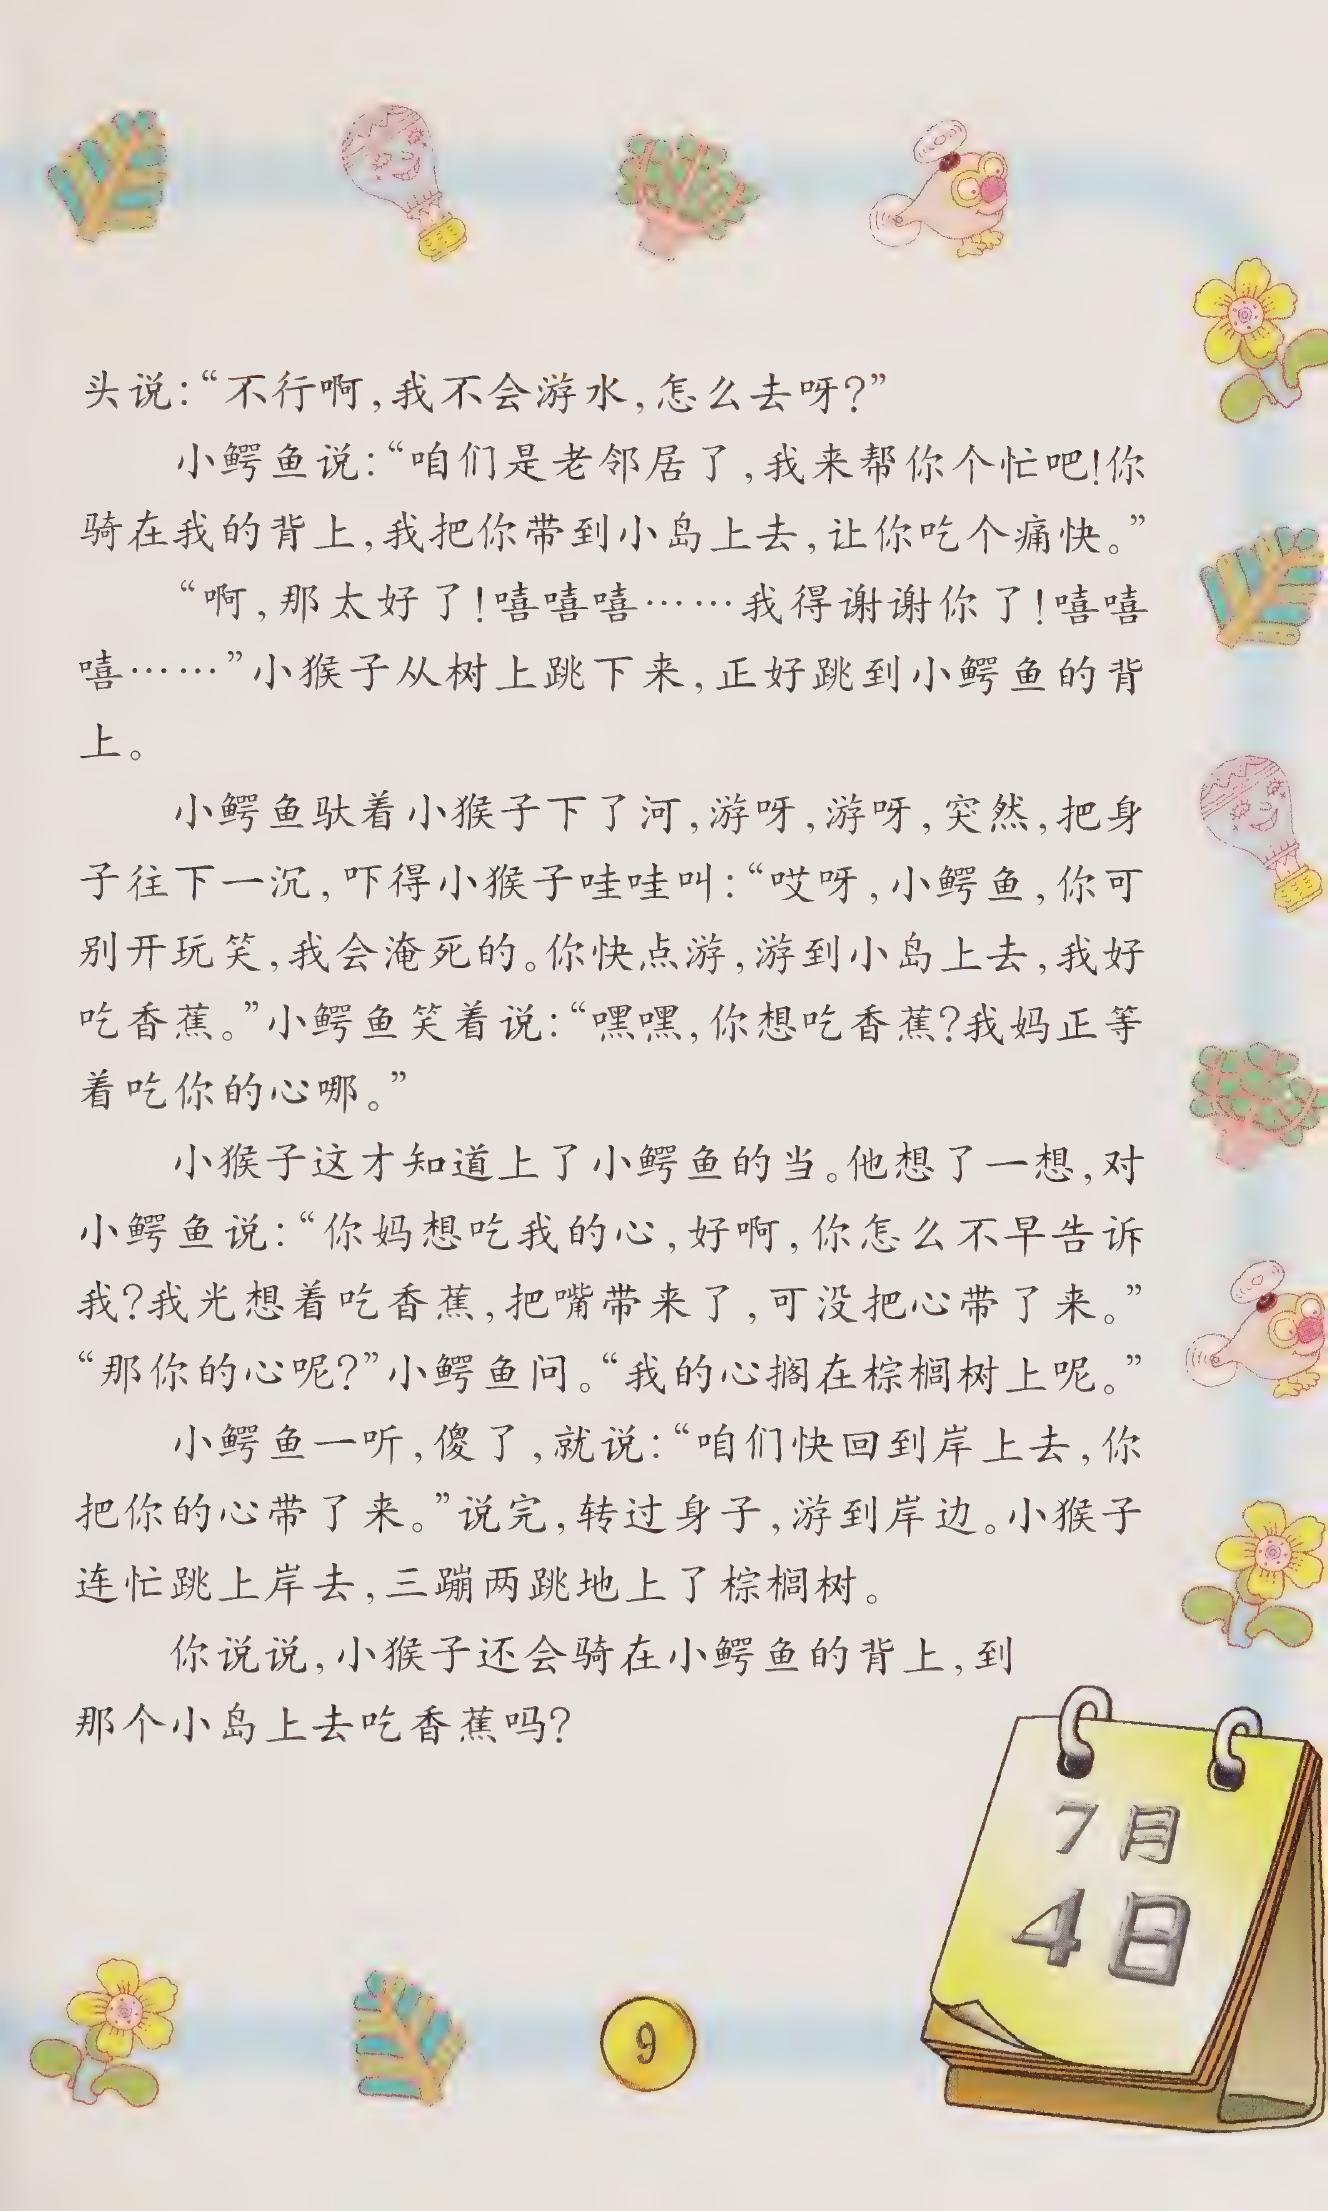 头说:“不行啊,我不会游水,怎么去呀?”
小鳄鱼说:“咱们是老邻居了,我来帮你个忙吧!你
骑在我的背上,我把你带到小岛上去,让你吃个痛快。”
“啊,那太好了!嘻嘻嘻……我得谢谢你了!嘻嘻
嘻……”小猴子从树上跳下来,正好跳到小鳄鱼的背
上。
小鳄鱼驮着小猴子下了河,游呀,游呀,突然,把身
子往下一沉,吓得小猴子哇哇叫:“哎呀,小鳄鱼,你可
别开玩笑,我会淹死的。你快点游,游到小岛上去,我好
吃香蕉。”小鳄鱼笑着说:“嘿嘿,你想吃香蕉?我妈正等
着吃你的心哪。”
小猴子这才知道上了小鳄鱼的当。他想了一想,对
小鳄鱼说:“你妈想吃我的心,好啊,你怎么不早告诉
我?我光想着吃香蕉,把嘴带来了,可没把心带了来。”
“那你的心呢?”小鳄鱼问。“我的心搁在棕榈树上呢。”
小鳄鱼一听,傻了,就说:“咱们快回到岸上去,你
把你的心带了来。”说完,转过身子,游到岸边。小猴子
连忙跳上岸去,三蹦两跳地上了棕榈树。
你说说,小猴子还会骑在小鳄鱼的背上,到
那个小岛上去吃香蕉吗?
7月
4日
9